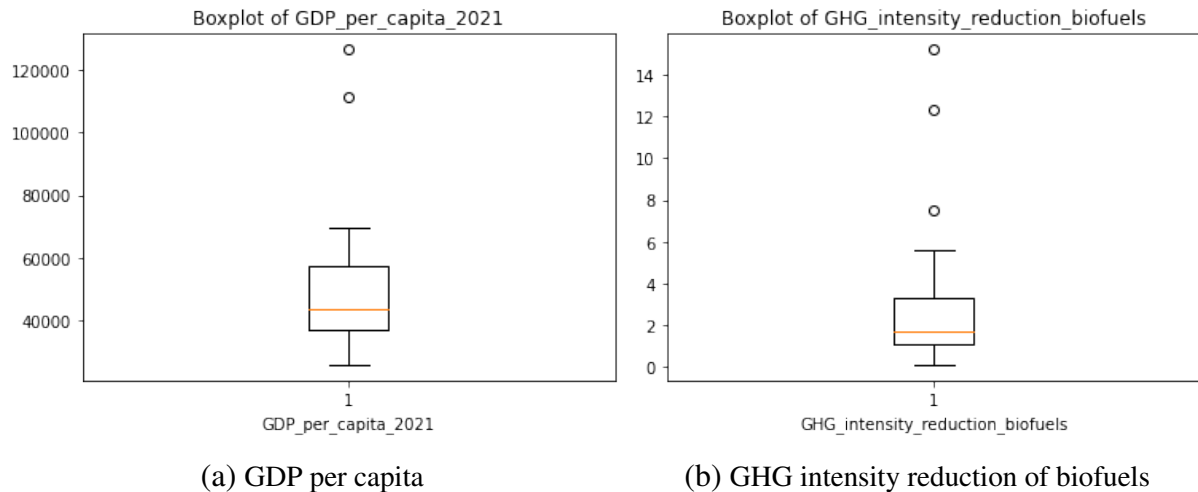 Boxplot of GDP_per_capita_2021
120000
100000
80000
60000
40000
1
GDP_per_capita_2021
(a) GDP per capita
Boxplot of GHG_intensity_reduction_biofuels
14
12
10
8
6
4
2
0
1
GHG_intensity_reduction_biofuels
(b) GHG intensity reduction of biofuels